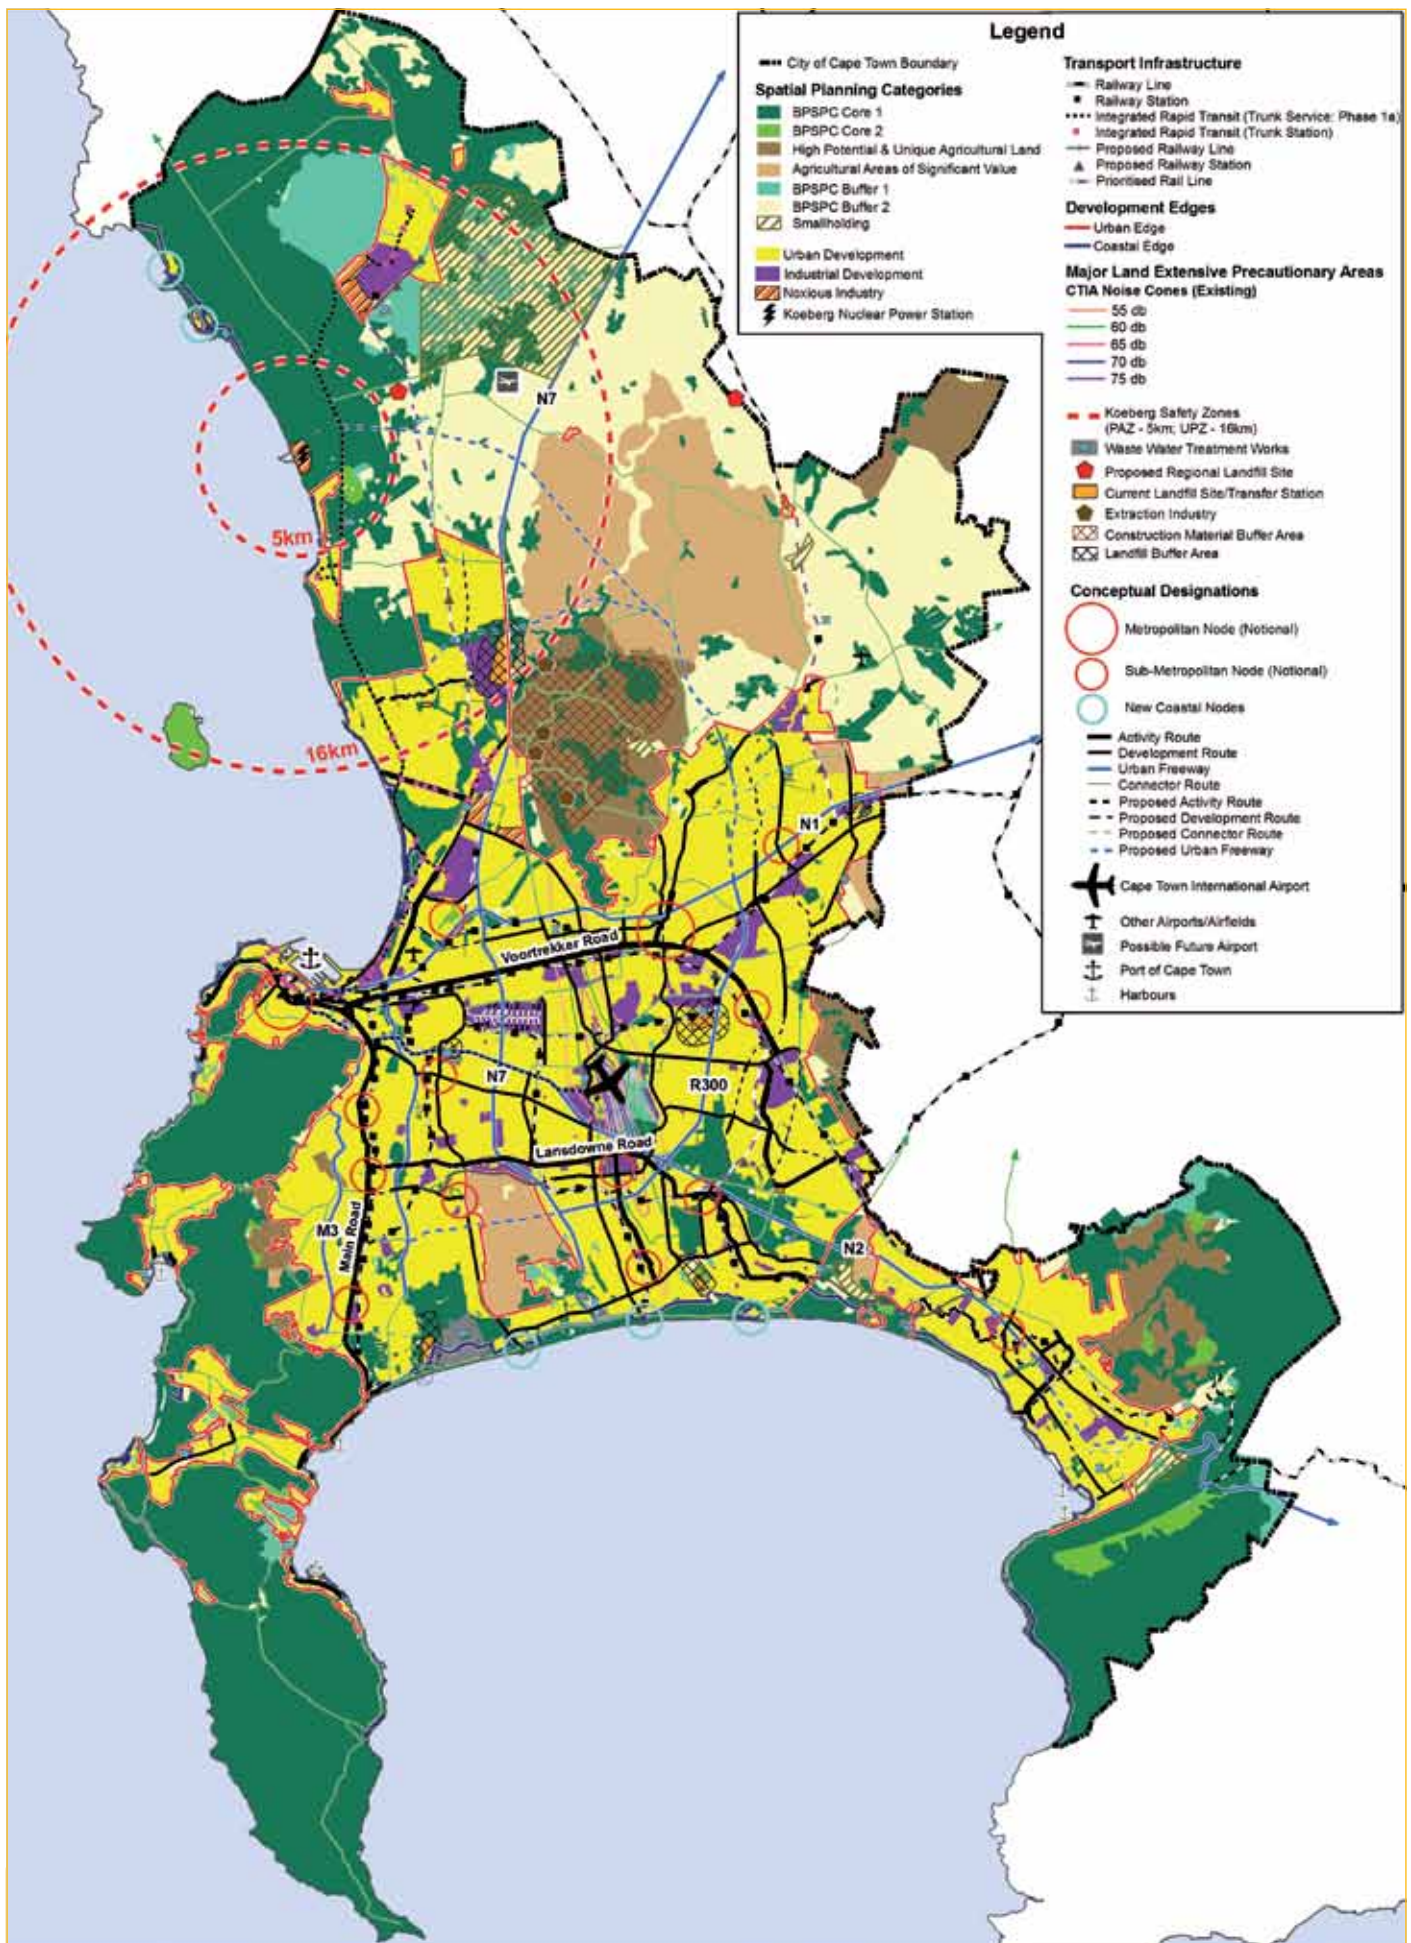 Legend
City of Cape Town Boundary
Spatial Planning Categories
BPSPC Core 1
BPSPC Core 2
High Potential & Unique Agricultural Land
Agricultural Areas of Significant Value
BPSPC Buffer 1
BPSPC Buffer 2
Smallholding
Urban Development
Industrial Development
Noxious Industry
Koeberg Nuclear Power Station
Transport Infrastructure
Railway Line
Railway Station
Integrated Rapid Transit (Trunk Service: Phase 1a)
Integrated Rapid Transit (Trunk Station)
Proposed Railway Line
Proposed Railway Station
Prioritised Rail Line
Development Edges
Urban Edge
Coastal Edge
Major Land Extensive Precautionary Areas
CTIA Noise Cones (Existing)
55 db
60 db
65 db
70 db
75 db
Koeberg Safety Zones
(PAZ - 5km; UPZ - 16km)
Waste Water Treatment Works
Proposed Regional Landfill Site
Current Landfill Site/Transfer Station
Extraction Industry
Construction Material Buffer Area
Landfill Buffer Area
Conceptual Designations
Metropolitan Node (Notional)
Sub-Metropolitan Node (Notional)
New Coastal Nodes
Activity Route
Development Route
Urban Freeway
Connector Route
Proposed Activity Route
Proposed Development Route
Proposed Connector Route
Proposed Urban Freeway
Cape Town International Airport
Other Airports/Airfields
Possible Future Airport
Port of Cape Town
Harbours
N7
5km
16km
N1
Voortrekker Road
N7
R300
Lansdowne Road
M3
Main Road
N2